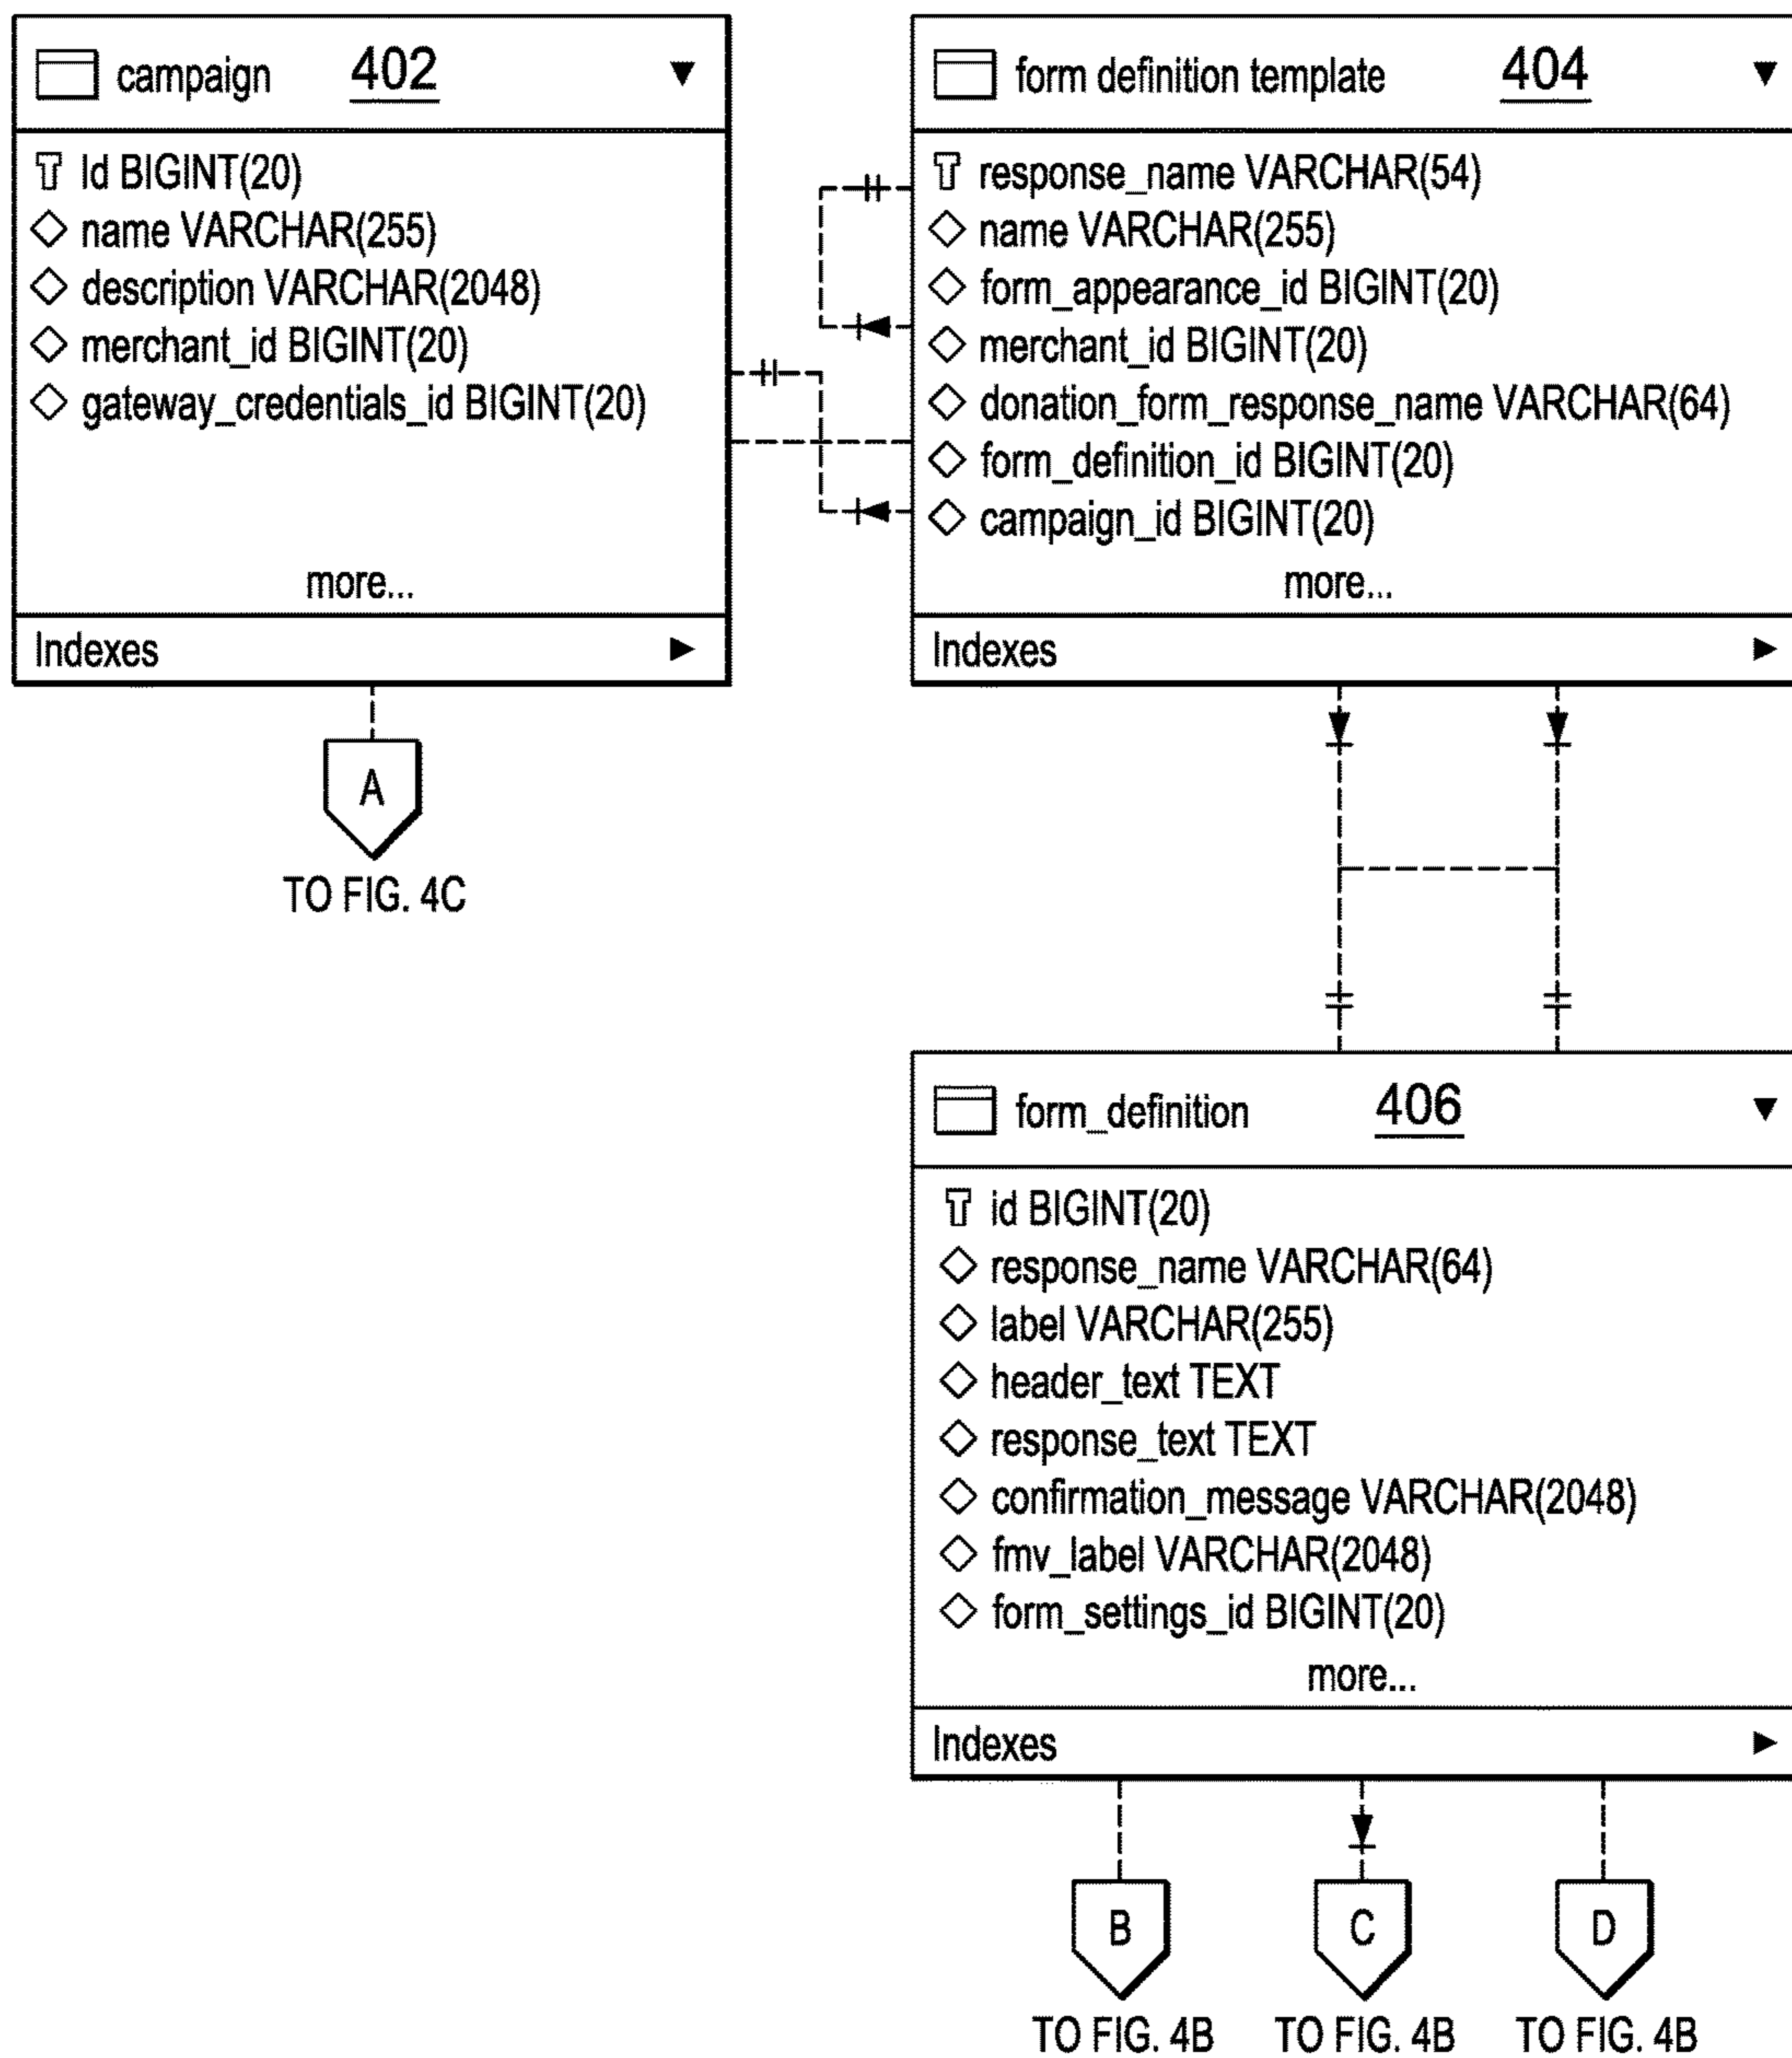 campaign 402
Id BIGINT(20)
name VARCHAR(255)
description VARCHAR(2048)
merchant_id BIGINT(20)
gateway_credentials_id BIGINT(20)
more...
Indexes
A
TO FIG. 4C
form definition template 404
response_name VARCHAR(54)
name VARCHAR(255)
form_appearance_id BIGINT(20)
merchant_id BIGINT(20)
donation_form_response_name VARCHAR(64)
form_definition_id BIGINT(20)
campaign_id BIGINT(20)
more...
Indexes
form_definition 406
id BIGINT(20)
response_name VARCHAR(64)
label VARCHAR(255)
header_text TEXT
response_text TEXT
confirmation_message VARCHAR(2048)
fmv_label VARCHAR(2048)
form_settings_id BIGINT(20)
more...
Indexes
B
TO FIG. 4B
C
TO FIG. 4B
D
TO FIG. 4B